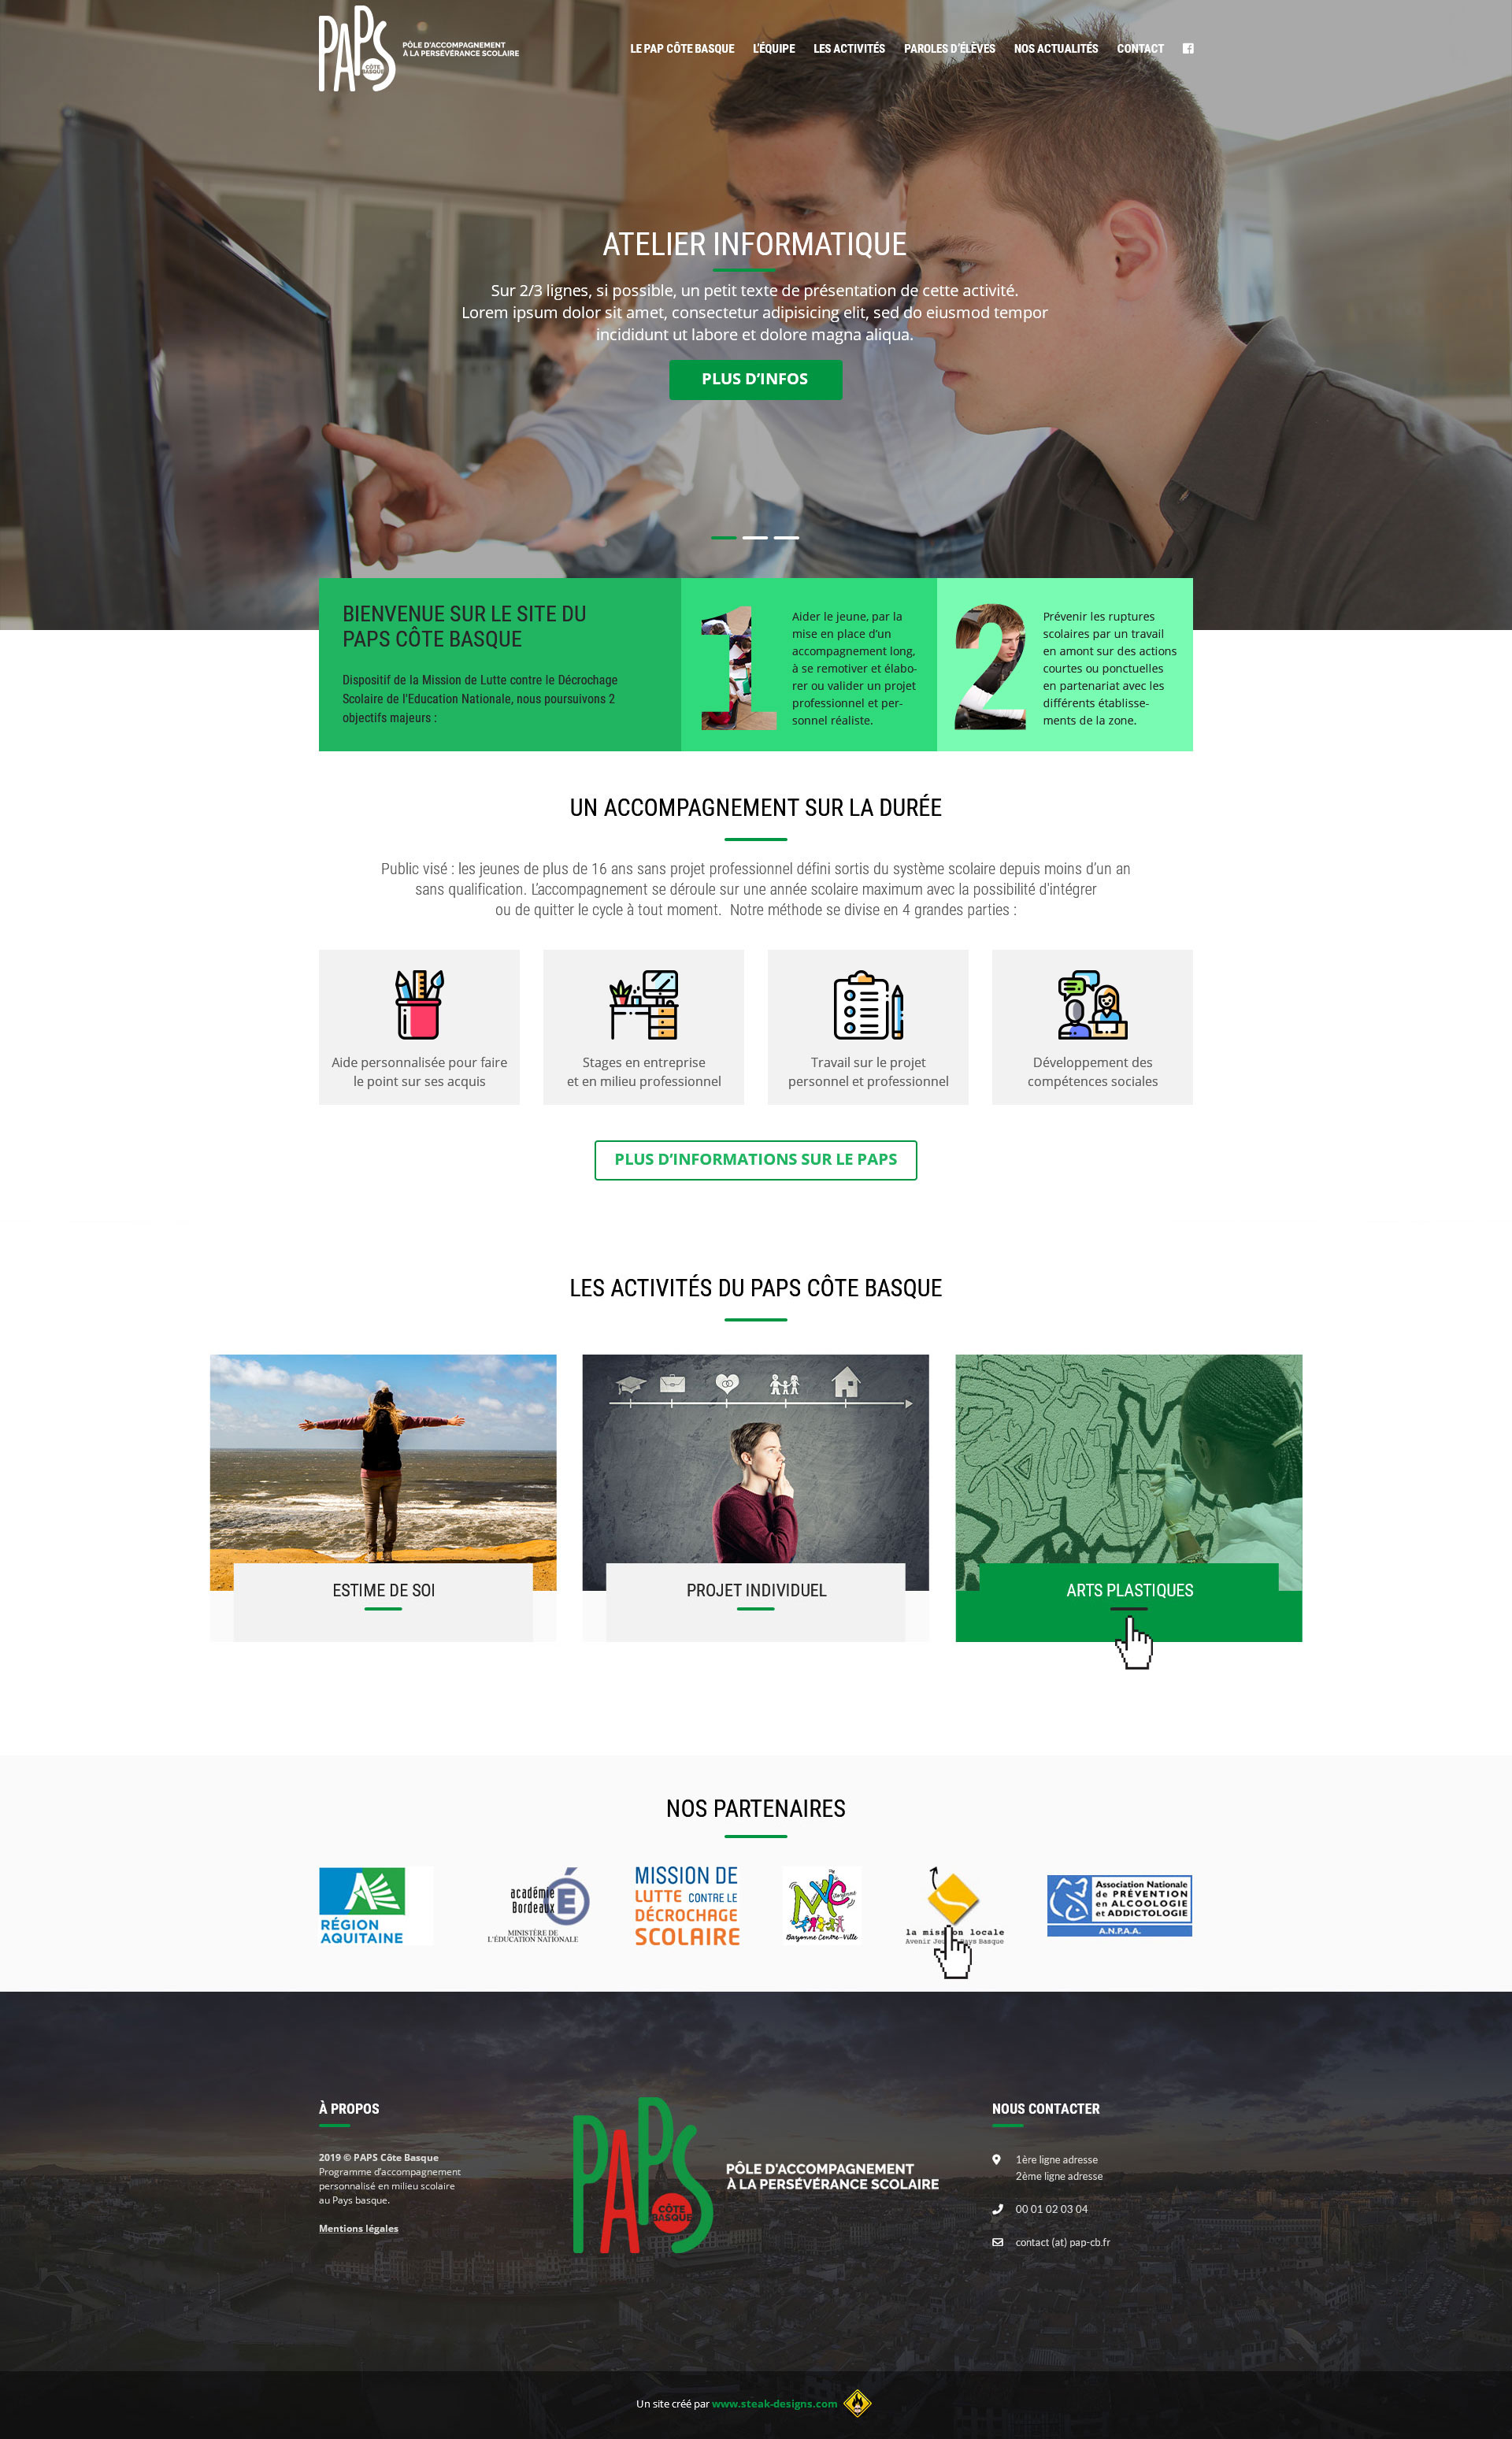 PAPS
CÔTE
BASQUE
PÔLE D'ACCOMPAGNEMENT
À LA PERSÉVÉRANCE SCOLAIRE
LE PAP CÔTE BASQUE L'ÉQUIPE LES ACTIVITÉS PAROLES D'ÉLÈVES NOS ACTUALITÉS CONTACT
ATELIER INFORMATIQUE
Sur 2/3 lignes, si possible, un petit texte de présentation de cette activité.
Lorem ipsum dolor sit amet, consectetur adipisicing elit, sed do eiusmod tempor
incididunt ut labore et dolore magna aliqua.
PLUS D'INFOS
BIENVENUE SUR LE SITE DU
PAPS CÔTE BASQUE
Dispositif de la Mission de Lutte contre le Décrochage
Scolaire de l'Education Nationale, nous poursuivons 2
objectifs majeurs :
1
Aider le jeune, par la
mise en place d'un
accompagnement long,
à se remotiver et élabo-
rer ou valider un projet
professionnel et per-
sonnel réaliste.
2
Prévenir les ruptures
scolaires par un travail
en amont sur des actions
courtes ou ponctuelles
en partenariat avec les
différents établisse-
ments de la zone.
UN ACCOMPAGNEMENT SUR LA DURÉE
Public visé : les jeunes de plus de 16 ans sans projet professionnel défini sortis du système scolaire depuis moins d'un an
sans qualification. L'accompagnement se déroule sur une année scolaire maximum avec la possibilité d'intégrer
ou de quitter le cycle à tout moment. Notre méthode se divise en 4 grandes parties :
Aide personnalisée pour faire
le point sur ses acquis
Stages en entreprise
et en milieu professionnel
Travail sur le projet
personnel et professionnel
Développement des
compétences sociales
PLUS D'INFORMATIONS SUR LE PAPS
LES ACTIVITÉS DU PAPS CÔTE BASQUE
ESTIME DE SOI
PROJET INDIVIDUEL
ARTS PLASTIQUES
NOS PARTENAIRES
RÉGION
AQUITAINE
académie
Bordeaux
É
MINISTÈRE DE
L'ÉDUCATION NATIONALE
MISSION DE
LUTTE CONTRE LE
DÉCROCHAGE
SCOLAIRE
MVC
Bayonne Centre-Ville
la mission locale
Avenir Jeunes Pays Basque
Association Nationale
de PRÉVENTION
en ALCOOLOGIE
et ADDICTOLOGIE
A.N.P.A.A.
À PROPOS
2019 © PAPS Côte Basque
Programme d'accompagnement
personnalisé en milieu scolaire
au Pays basque.
Mentions légales
PAPS
CÔTE
BASQUE
PÔLE D'ACCOMPAGNEMENT
À LA PERSÉVÉRANCE SCOLAIRE
NOUS CONTACTER
1ère ligne adresse
2ème ligne adresse
00 01 02 03 04
contact (at) pap-cb.fr
Un site créé par www.steak-designs.com